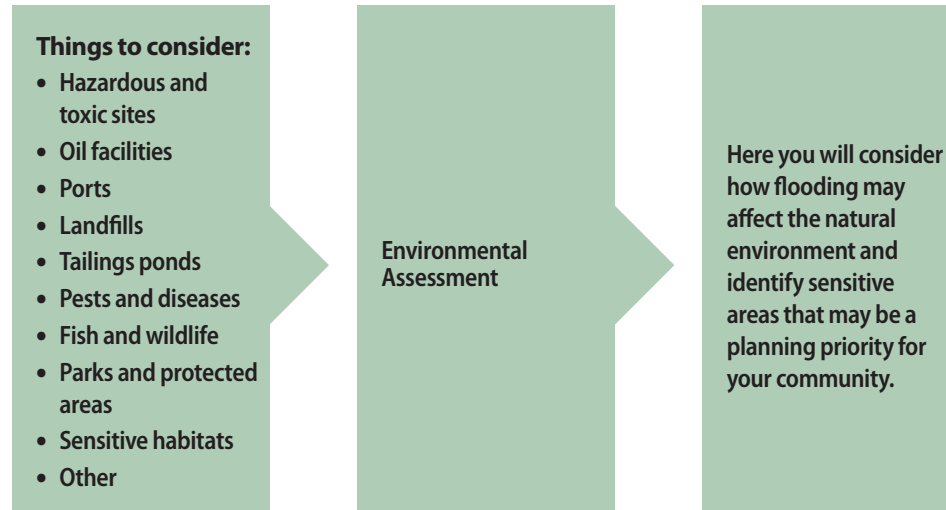 Things to consider:
• Hazardous and
toxic sites
• Oil facilities
• Ports
• Landfills
• Tailings ponds
• Pests and diseases
• Fish and wildlife
• Parks and protected
areas
• Sensitive habitats
• Other
Environmental
Assessment
Here you will consider
how flooding may
affect the natural
environment and
identify sensitive
areas that may be a
planning priority for
your community.